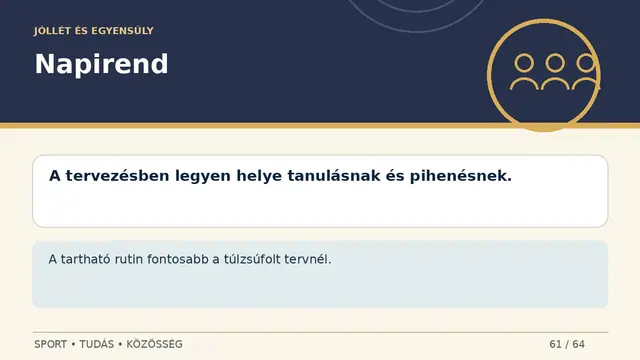 JÓLLÉT ÉS EGYENSÚLY
Napirend
A tervezésben legyen helye tanulásnak és pihenésnek.
A tartható rutin fontosabb a túlzsúfolt tervnél.
SPORT • TUDÁS • KÖZÖSSÉG
61 / 64